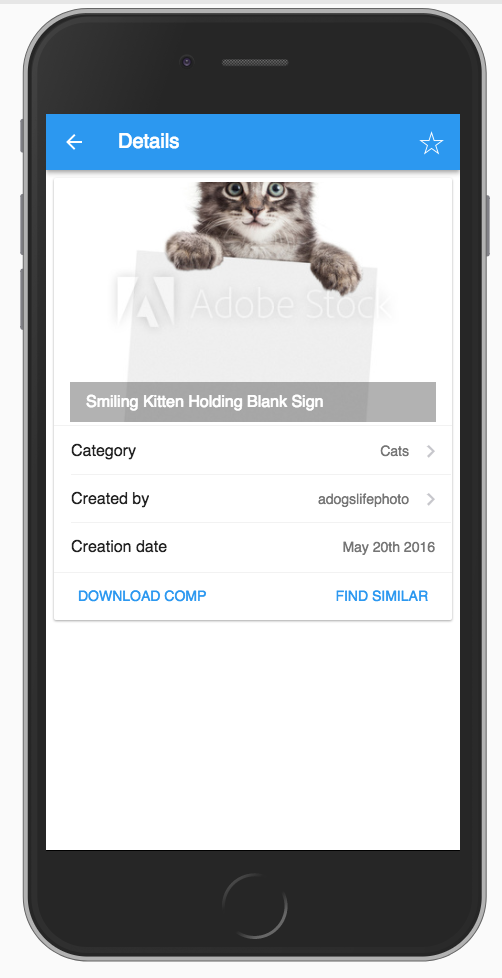 Details
Adobe Stock
Smiling Kitten Holding Blank Sign
Category Cats
Created by adogslifephoto
Creation date May 20th 2016
DOWNLOAD COMP FIND SIMILAR